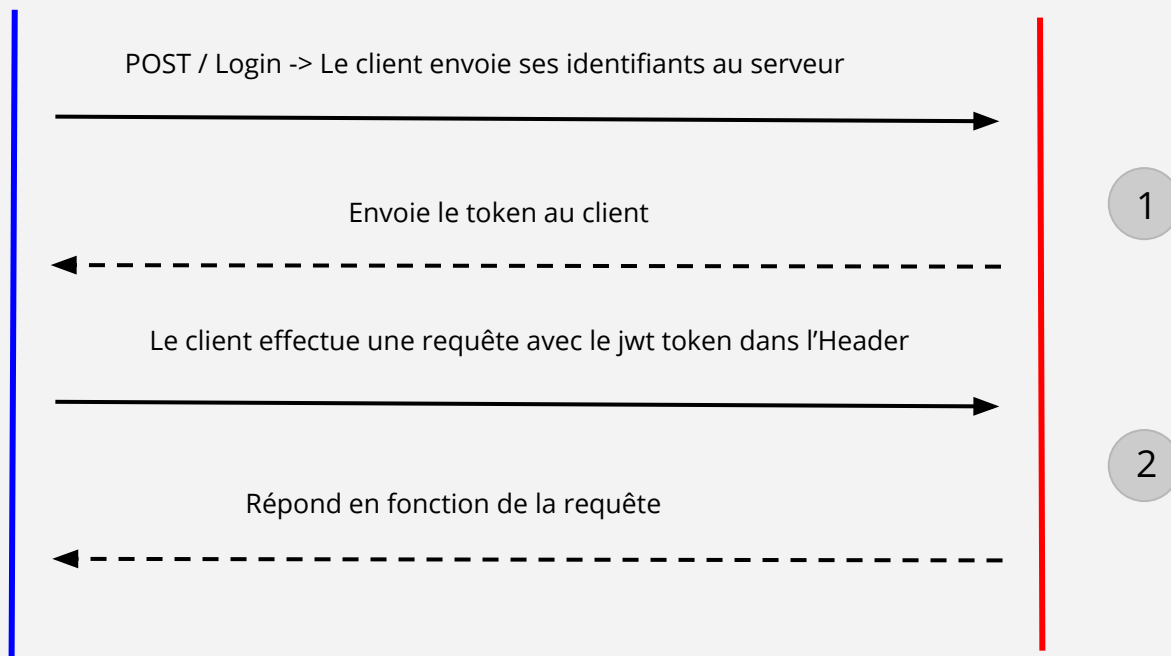 POST / Login -> Le client envoie ses identifiants au serveur
1
Envoie le token au client
Le client effectue une requête avec le jwt token dans l’Header
2
Répond en fonction de la requête